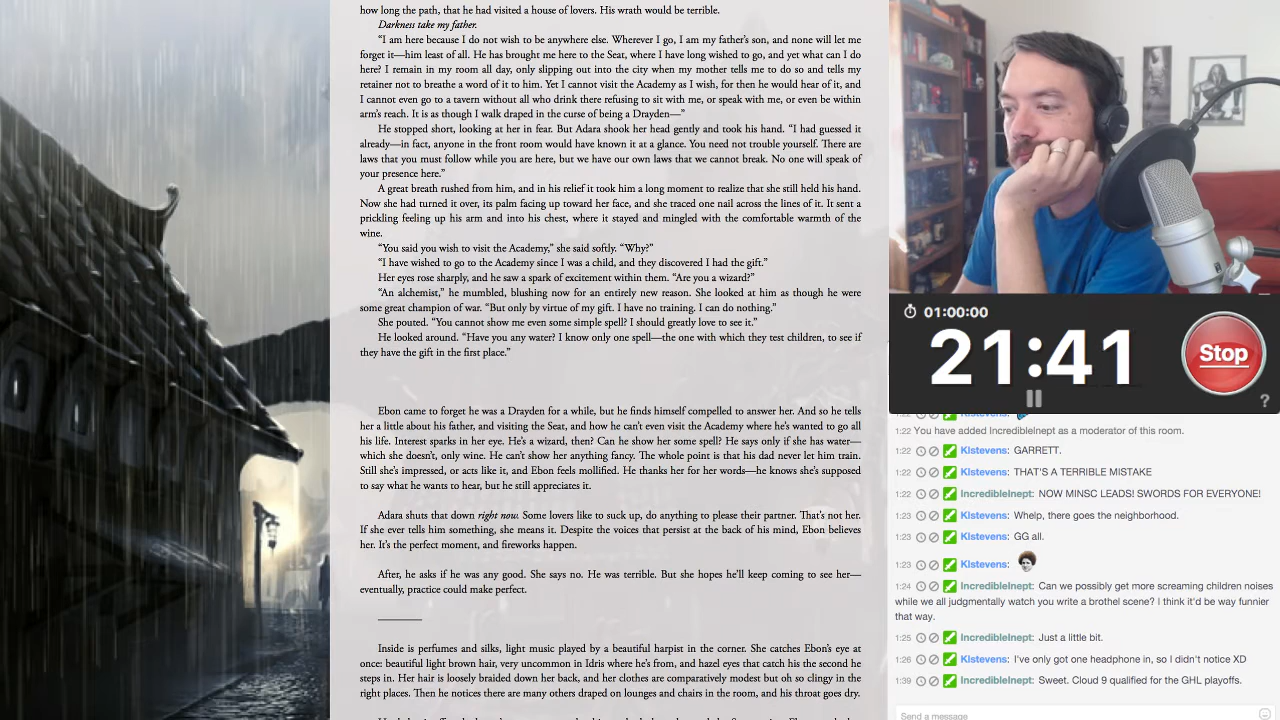 how long the path, that he had visited a house of lovers. His wrath would be terrible.
Darkness take my father.
“I am here because I do not wish to be anywhere else. Wherever I go, I am my father’s son, and none will let me
forget it—him least of all. He has brought me here to the Seat, where I have long wished to go, and yet what can I do
here? I remain in my room all day, only slipping out into the city when my mother tells me to do so and tells my
retainer not to breathe a word of it to him. Yet I cannot visit the Academy as I wish, for then he would hear of it, and
I cannot even go to a tavern without all who drink there refusing to sit with me, or speak with me, or even be within
arm’s reach. It is as though I walk draped in the curse of being a Drayden—”
He stopped short, looking at her in fear. But Adara shook her head gently and took his hand. “I had guessed it
already—in fact, anyone in the front room would have known it at a glance. You need not trouble yourself. There are
laws that you must follow while you are here, but we have our own laws that we cannot break. No one will speak of
your presence here.”
A great breath rushed from him, and in his relief it took him a long moment to realize that she still held his hand.
Now she had turned it over, its palm facing up toward her face, and she traced one nail across the lines of it. It sent a
prickling feeling up his arm and into his chest, where it stayed and mingled with the comfortable warmth of the
wine.
“You said you wish to visit the Academy,” she said softly. “Why?”
“I have wished to go to the Academy since I was a child, and they discovered I had the gift.”
Her eyes rose sharply, and he saw a spark of excitement within them. “Are you a wizard?”
“An alchemist,” he mumbled, blushing now for an entirely new reason. She looked at him as though he were
some great champion of war. “But only by virtue of my gift. I have no training. I can do nothing.”
She pouted. “You cannot show me even some simple spell? I should greatly love to see it.”
He looked around. “Have you any water? I know only one spell—the one with which they test children, to see if
they have the gift in the first place.”
Ebon came to forget he was a Drayden for a while, but he finds himself compelled to answer her. And so he tells
her a little about his father, and visiting the Seat, and how he can’t even visit the Academy where he’s wanted to go all
his life. Interest sparks in her eye. He’s a wizard, then? Can he show her some spell? He says only if she has water—
which she doesn’t, only wine. He can’t show her anything fancy. The whole point is that his dad never let him train.
Still she’s impressed, or acts like it, and Ebon feels mollified. He thanks her for her words—he knows she’s supposed
to say what he wants to hear, but he still appreciates it.
Adara shuts that down right now. Some lovers like to suck up, do anything to please their partner. That’s not her.
If she ever tells him something, she means it. Despite the voices that persist at the back of his mind, Ebon believes
her. It’s the perfect moment, and fireworks happen.
After, he asks if he was any good. She says no. He was terrible. But she hopes he’ll keep coming to see her—
eventually, practice could make perfect.
Inside is perfumes and silks, light music played by a beautiful harpist in the corner. She catches Ebon’s eye at
once: beautiful light brown hair, very uncommon in Idris where he’s from, and hazel eyes that catch his the second he
steps in. Her hair is loosely braided down her back, and her clothes are comparatively modest but oh so clingy in the
right places. Then he notices there are many others draped on lounges and chairs in the room, and his throat goes dry.
01:00:00
21:41
Stop
?
1:22 Klstevens:
1:22 You have added IncredibleInept as a moderator of this room.
1:22 Klstevens: GARRETT.
1:22 Klstevens: THAT'S A TERRIBLE MISTAKE
1:22 IncredibleInept: NOW MINSC LEADS! SWORDS FOR EVERYONE!
1:23 Klstevens: Whelp, there goes the neighborhood.
1:23 Klstevens: GG all.
1:23 Klstevens:
1:24 IncredibleInept: Can we possibly get more screaming children noises
while we all judgmentally watch you write a brothel scene? I think it'd be way funnier
that way.
1:25 IncredibleInept: Just a little bit.
1:26 Klstevens: I've only got one headphone in, so I didn't notice XD
1:39 IncredibleInept: Sweet. Cloud 9 qualified for the GHL playoffs.
Send a message